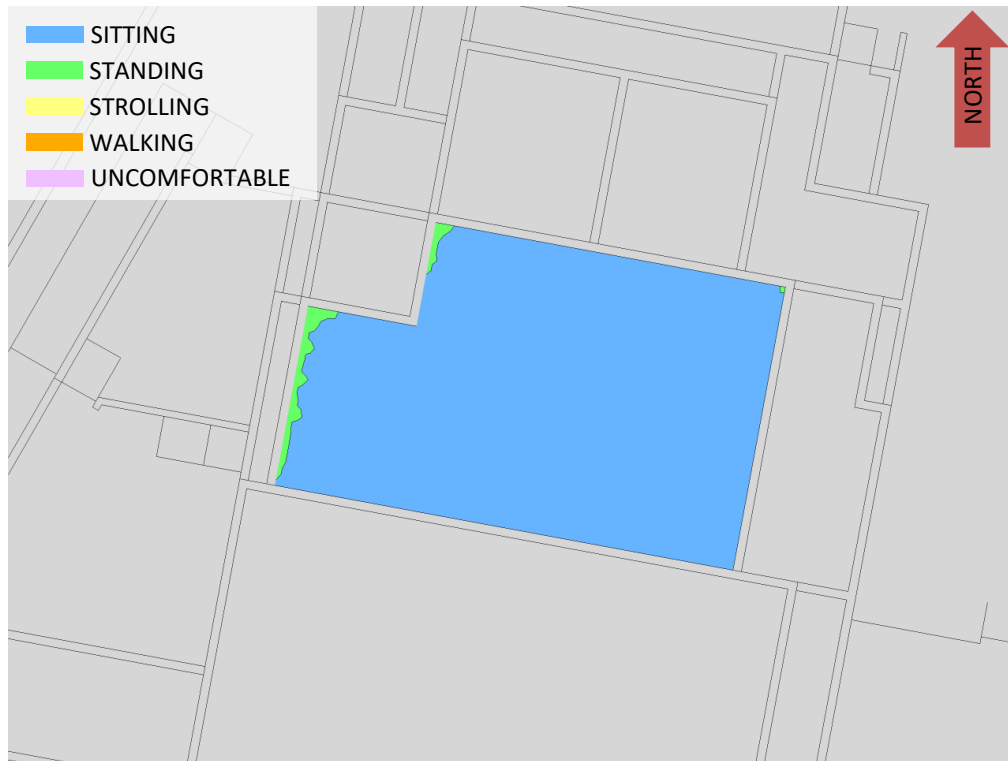 SITTING
STANDING
STROLLING
WALKING
UNCOMFORTABLE
NORTH